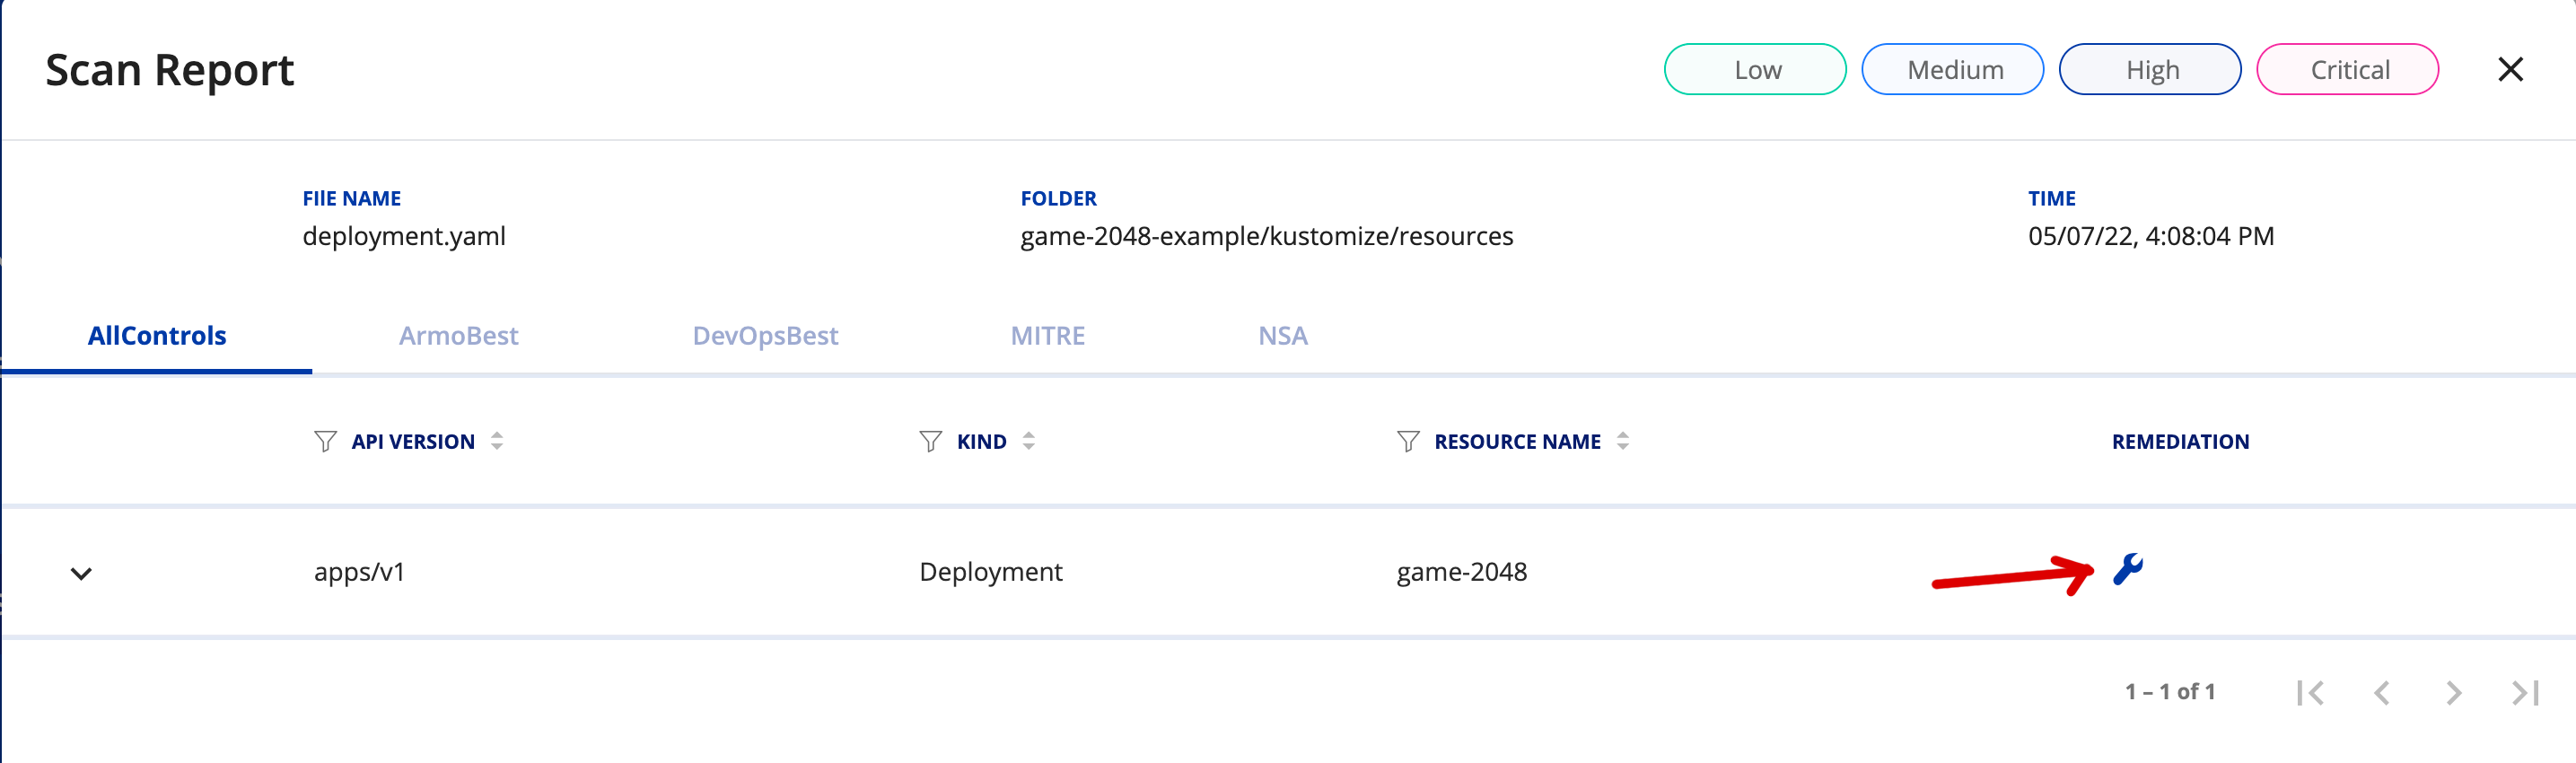 Scan Report
Low Medium High Critical
FIlE NAME FOLDER TIME
deployment.yaml game-2048-example/kustomize/resources 05/07/22, 4:08:04 PM
AllControls ArmoBest DevOpsBest MITRE NSA
API VERSION KIND RESOURCE NAME REMEDIATION
apps/v1 Deployment game-2048
1 – 1 of 1